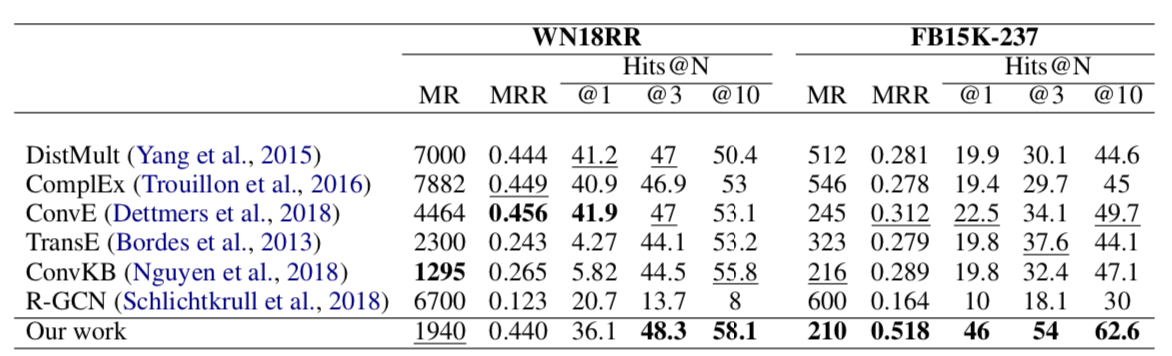 WN18RR FB15K-237
Hits@N Hits@N
MR MRR @1 @3 @10 MR MRR @1 @3 @10
DistMult (Yang et al., 2015) 7000 0.444 41.2 47 50.4 512 0.281 19.9 30.1 44.6
ComplEx (Trouillon et al., 2016) 7882 0.449 40.9 46.9 53 546 0.278 19.4 29.7 45
ConvE (Dettmers et al., 2018) 4464 0.456 41.9 47 53.1 245 0.312 22.5 34.1 49.7
TransE (Bordes et al., 2013) 2300 0.243 4.27 44.1 53.2 323 0.279 19.8 37.6 44.1
ConvKB (Nguyen et al., 2018) 1295 0.265 5.82 44.5 55.8 216 0.289 19.8 32.4 47.1
R-GCN (Schlichtkrull et al., 2018) 6700 0.123 20.7 13.7 8 600 0.164 10 18.1 30
Our work 1940 0.440 36.1 48.3 58.1 210 0.518 46 54 62.6